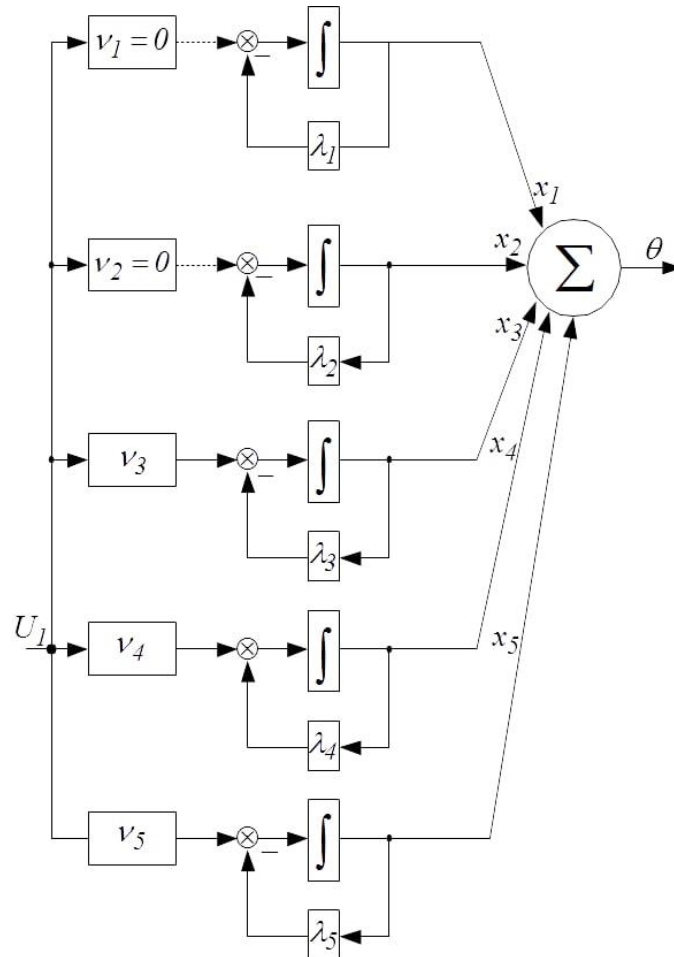 ν₁ = 0
−
∫
λ₁
x₁
ν₂ = 0
−
∫
λ₂
x₂
Σ
θ
x₃
ν₃
−
∫
λ₃
x₄
U₁
ν₄
∫
λ₄
x₅
ν₅
−
∫
λ₅